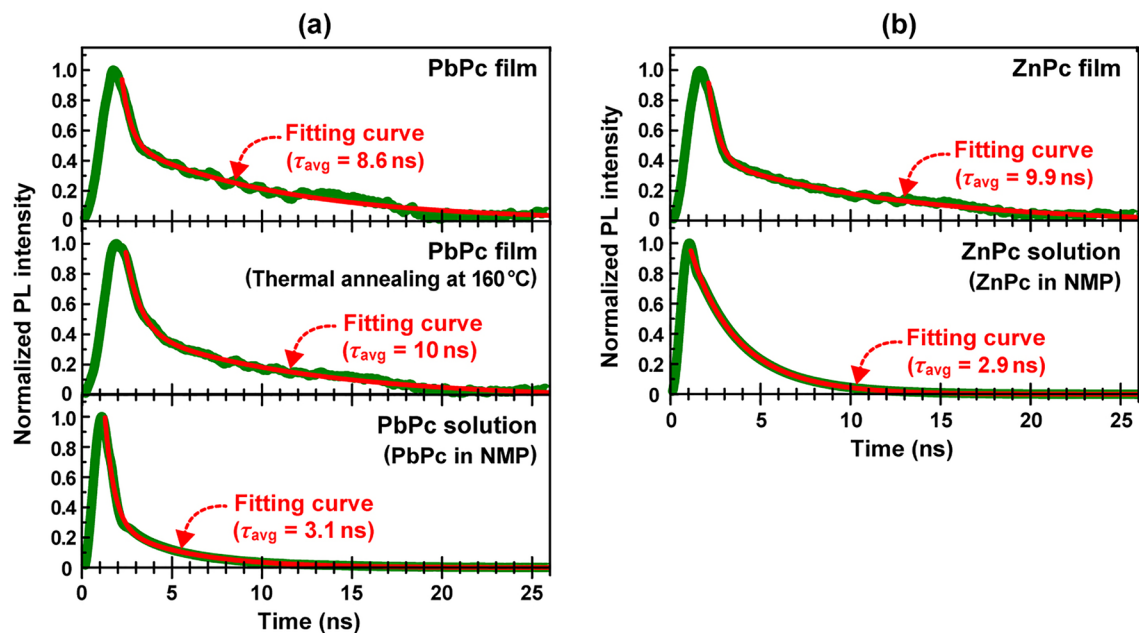 (a)
Normalized PL intensity
1.0
0.8
0.6
0.4
0.2
0
PbPc film
Fitting curve
(τavg = 8.6 ns)
1.0
0.8
0.6
0.4
0.2
0
PbPc film
(Thermal annealing at 160°C)
Fitting curve
(τavg = 10 ns)
1.0
0.8
0.6
0.4
0.2
0
PbPc solution
(PbPc in NMP)
Fitting curve
(τavg = 3.1 ns)
0 5 10 15 20 25
Time (ns)
(b)
Normalized PL intensity
1.0
0.8
0.6
0.4
0.2
0
ZnPc film
Fitting curve
(τavg = 9.9 ns)
1.0
0.8
0.6
0.4
0.2
0
ZnPc solution
(ZnPc in NMP)
Fitting curve
(τavg = 2.9 ns)
0 5 10 15 20 25
Time (ns)